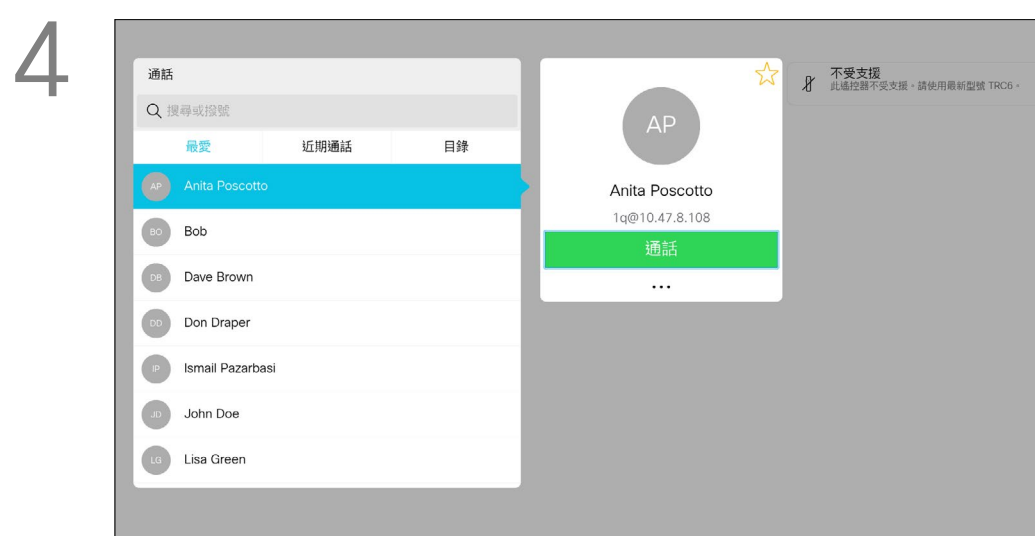 4
通話
搜尋或撥號
最愛 近期通話 目錄
AP Anita Poscotto
BO Bob
DB Dave Brown
DD Don Draper
IP Ismail Pazarbasi
JD John Doe
LG Lisa Green
AP
Anita Poscotto
1q@10.47.8.108
通話
...
不受支援
此遙控器不受支援。請使用最新型號 TRC6。